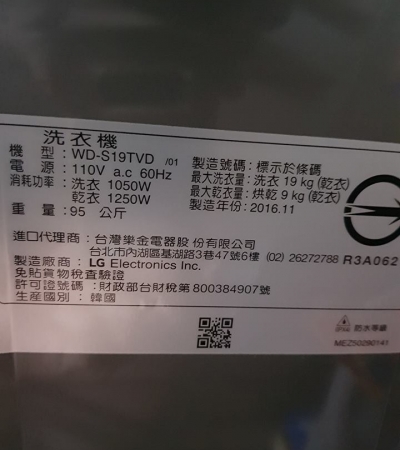 洗衣機
機 型：WD-S19TVD /01
電 源：110V a.c 60Hz
消耗功率：洗衣 1050W
乾衣 1250W
重 量：95 公斤
製造號碼：標示於條碼
最大洗衣量：洗衣 19 kg (乾衣)
最大乾衣量：烘乾 9 kg (乾衣)
製造年份：2016.11
進口代理商：台灣樂金電器股份有限公司
台北市內湖區基湖路3巷47號6樓 (02) 26272788
R3A062
製造廠商：LG Electronics Inc.
免貼貨物稅查驗證
許可證號碼：財政部台財稅第800384907號
生產國別：韓國
防水等級
MEZ50280141